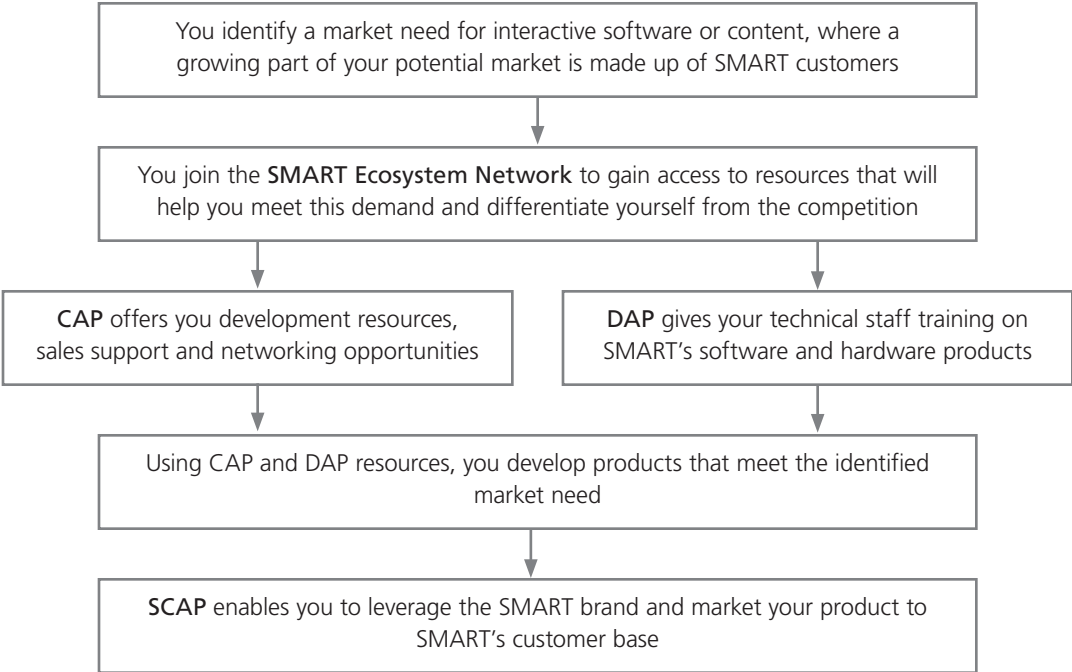 You identify a market need for interactive software or content, where a
growing part of your potential market is made up of SMART customers
You join the SMART Ecosystem Network to gain access to resources that will
help you meet this demand and differentiate yourself from the competition
CAP offers you development resources,
sales support and networking opportunities
DAP gives your technical staff training on
SMART’s software and hardware products
Using CAP and DAP resources, you develop products that meet the identified
market need
SCAP enables you to leverage the SMART brand and market your product to
SMART’s customer base